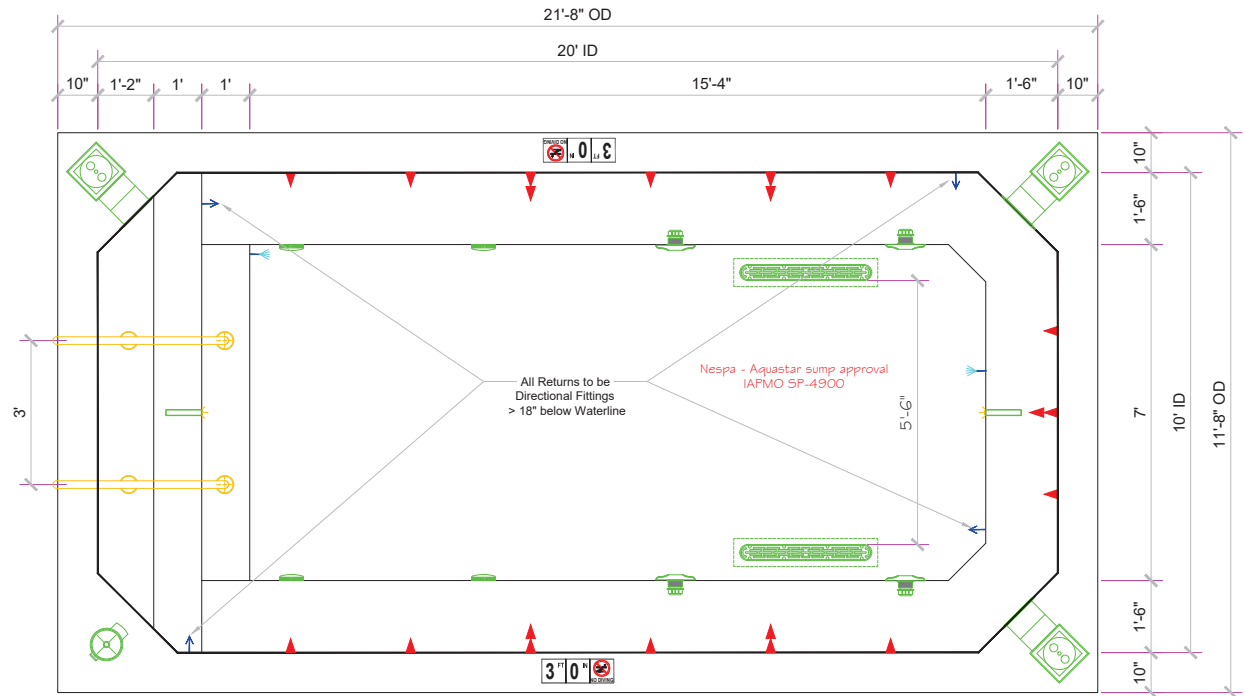 21'-8" OD
20' ID
10" 1'-2" 1' 1' 15'-4" 1'-6" 10"
NO DIVING 0 IN 3 FT
10"
1'-6"
3'
7'
10' ID
11'-8" OD
5'-6"
Nespa - Aquastar sump approval
IAPMO SP-4900
All Returns to be
Directional Fittings
> 18" below Waterline
1'-6"
10"
3 FT 0 IN NO DIVING